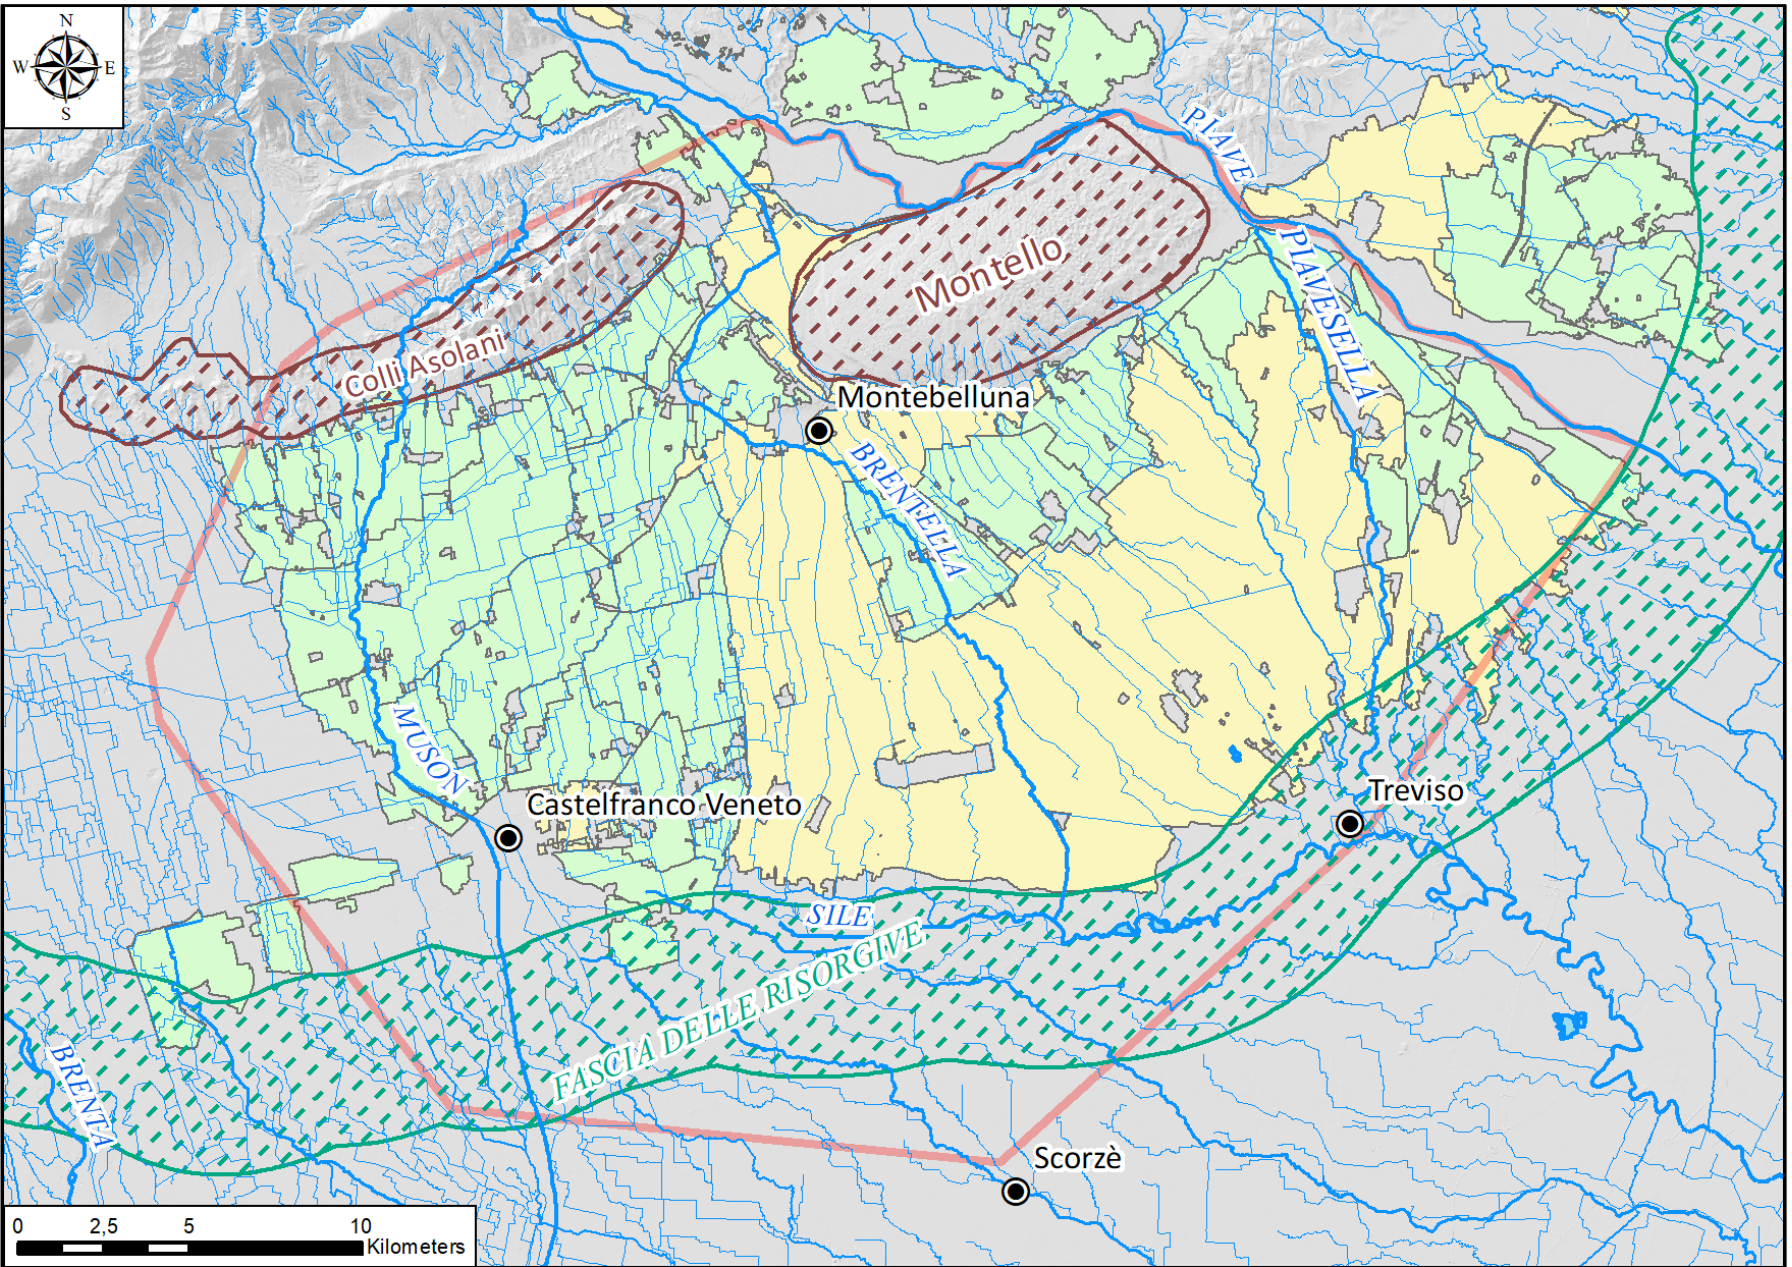 N
W E
S
PIAVE
PIAVESELLA
Montello
Colli Asolani
Montebelluna
BRENTELLA
MUSON
Castelfranco Veneto
Treviso
SILE
FASCIA DELLE RISORGIVE
BRENTA
Scorzè
0 2,5 5 10
Kilometers